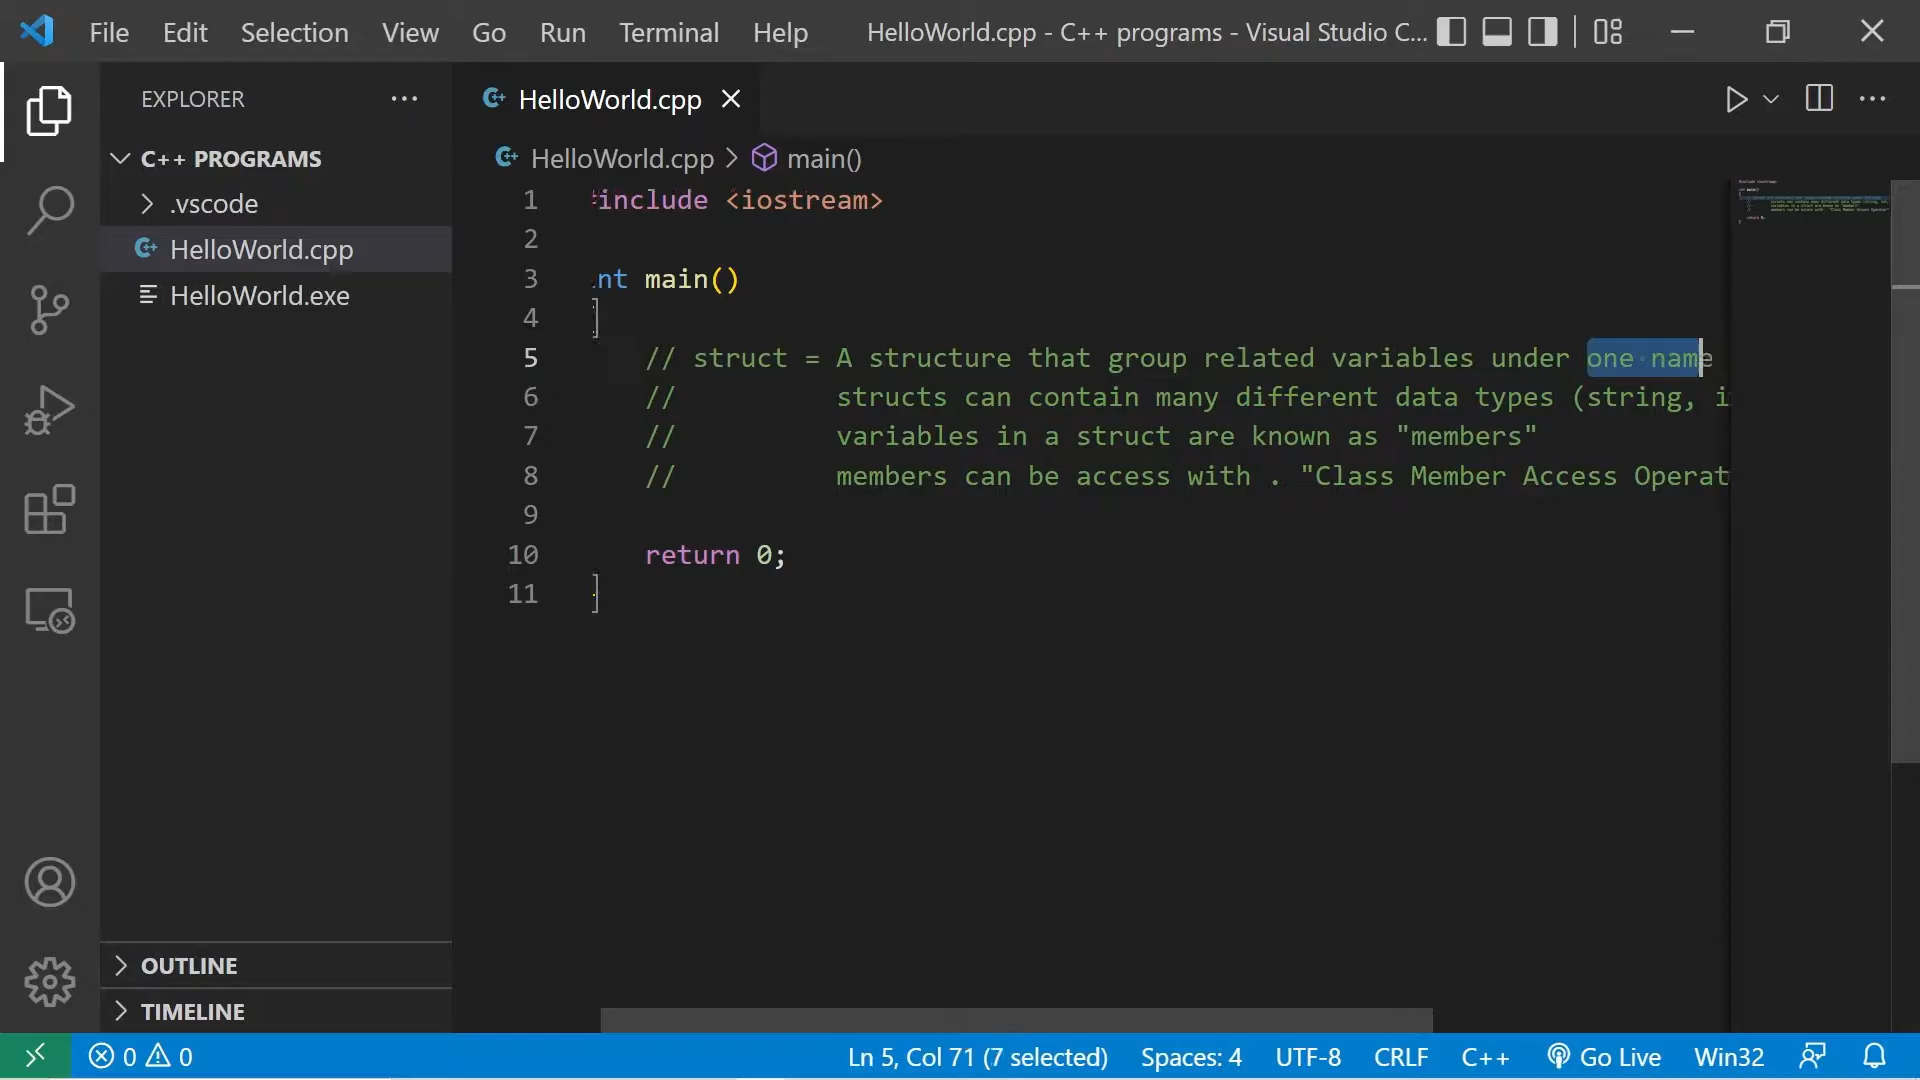 File Edit Selection View Go Run Terminal Help HelloWorld.cpp - C++ programs - Visual Studio C...
EXPLORER
C++ PROGRAMS
.vscode
HelloWorld.cpp
HelloWorld.exe
OUTLINE
TIMELINE
HelloWorld.cpp
HelloWorld.cpp > main()
1 #include <iostream>
2
3 int main()
4
5 // struct = A structure that group related variables under one name
6 // structs can contain many different data types (string, i
7 // variables in a struct are known as "members"
8 // members can be access with . "Class Member Access Operat
9
10 return 0;
11 }
0 0 Ln 5, Col 71 (7 selected) Spaces: 4 UTF-8 CRLF C++ Go Live Win32